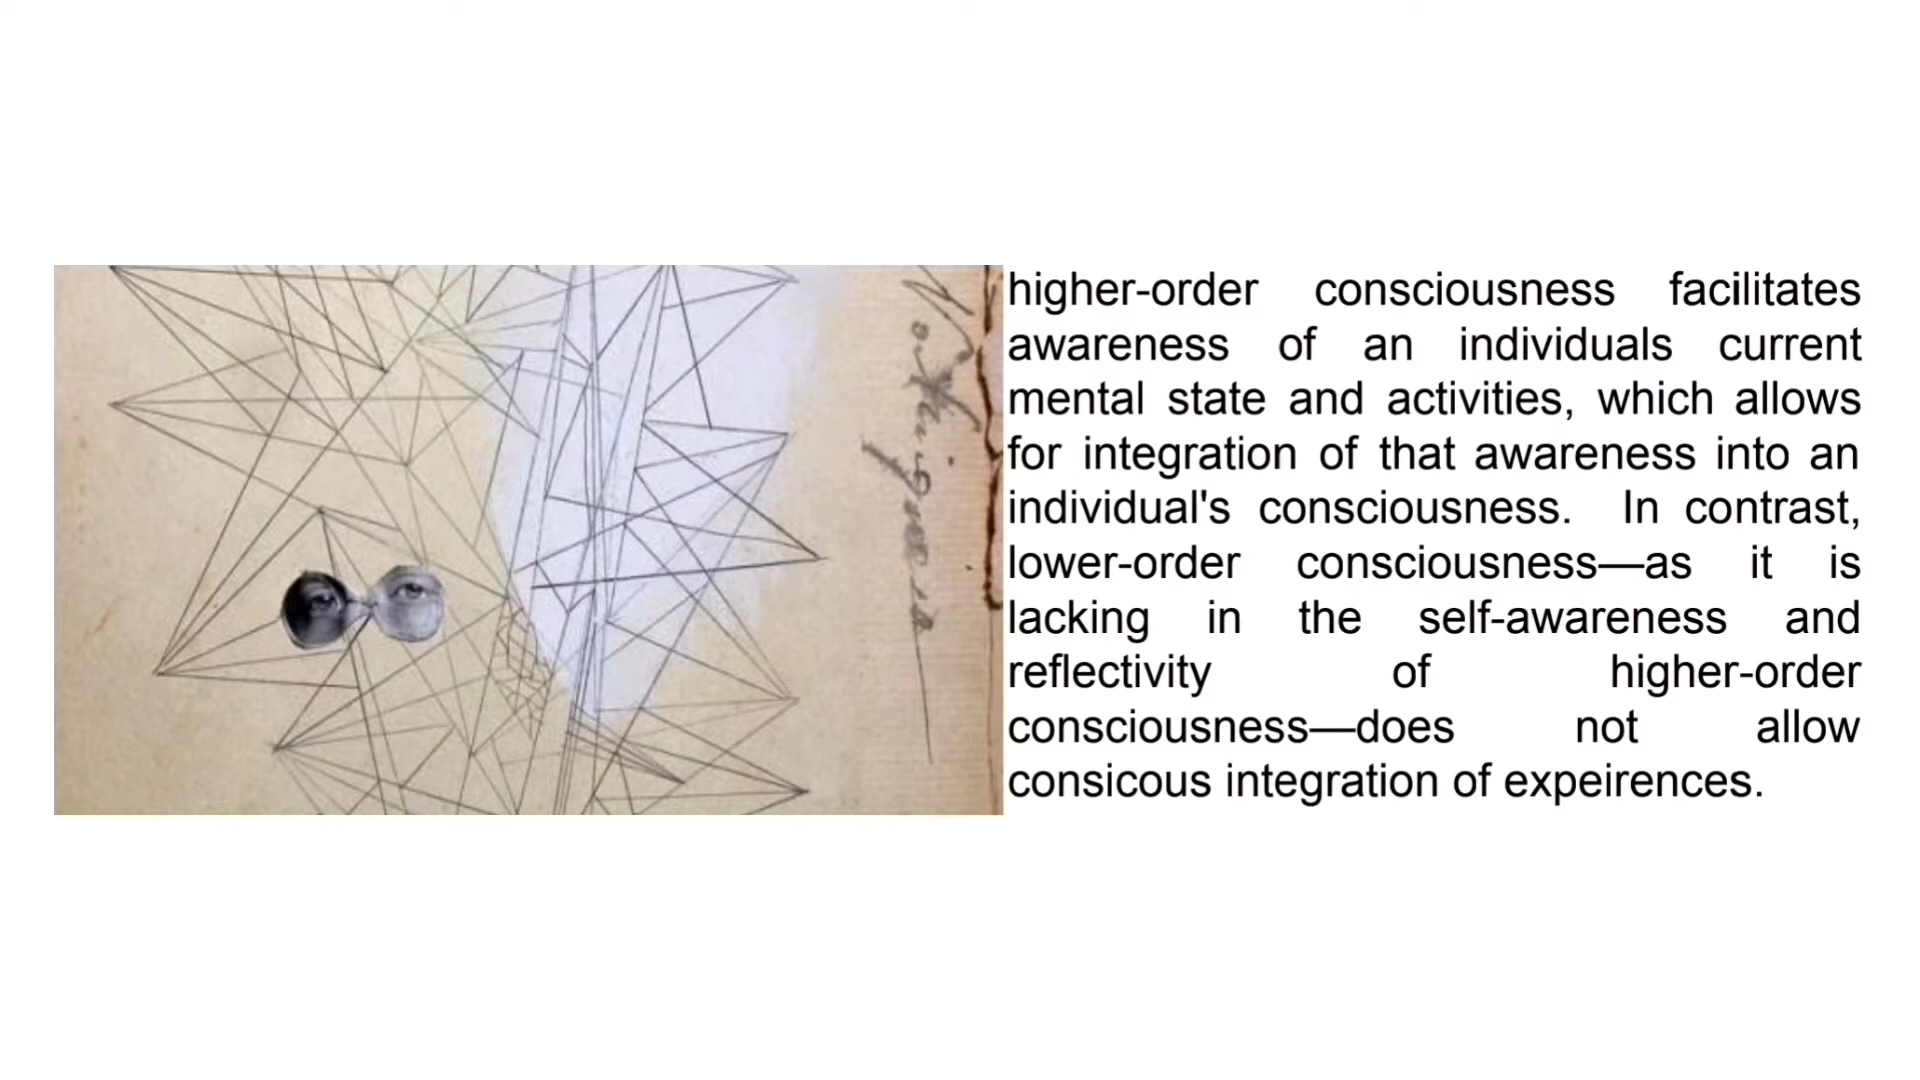 higher-order consciousness facilitates
awareness of an individuals current
mental state and activities, which allows
for integration of that awareness into an
individual's consciousness. In contrast,
lower-order consciousness—as it is
lacking in the self-awareness and
reflectivity of higher-order
consciousness—does not allow
consicous integration of expeirences.